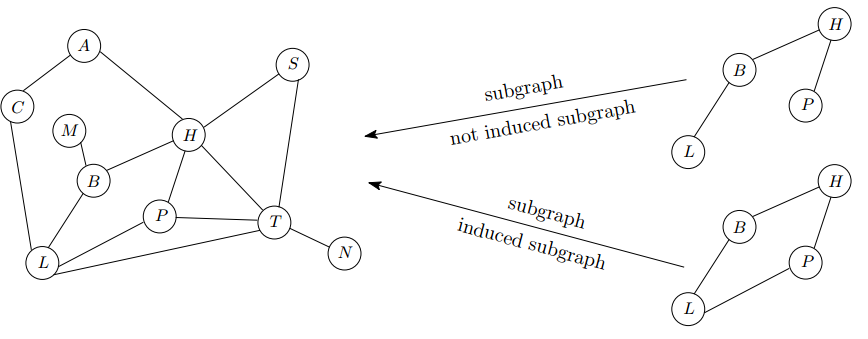 A
S
C
M
H
B
P
T
L
N
subgraph
not induced subgraph
subgraph
induced subgraph
H
B
P
L
H
B
P
L